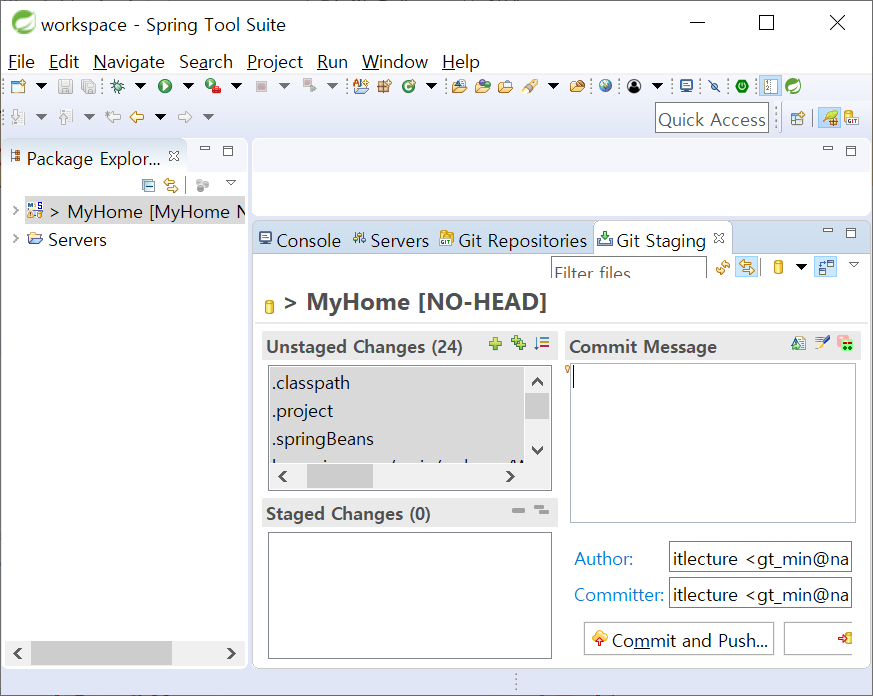 workspace - Spring Tool Suite
File Edit Navigate Search Project Run Window Help
Quick Access
Package Explor...
> MyHome [MyHome N
Servers
Console Servers Git Repositories Git Staging
Filter files
> MyHome [NO-HEAD]
Unstaged Changes (24)
.classpath
.project
.springBeans
Staged Changes (0)
Commit Message
Author: itlecture <gt_min@na
Committer: itlecture <gt_min@na
Commit and Push...